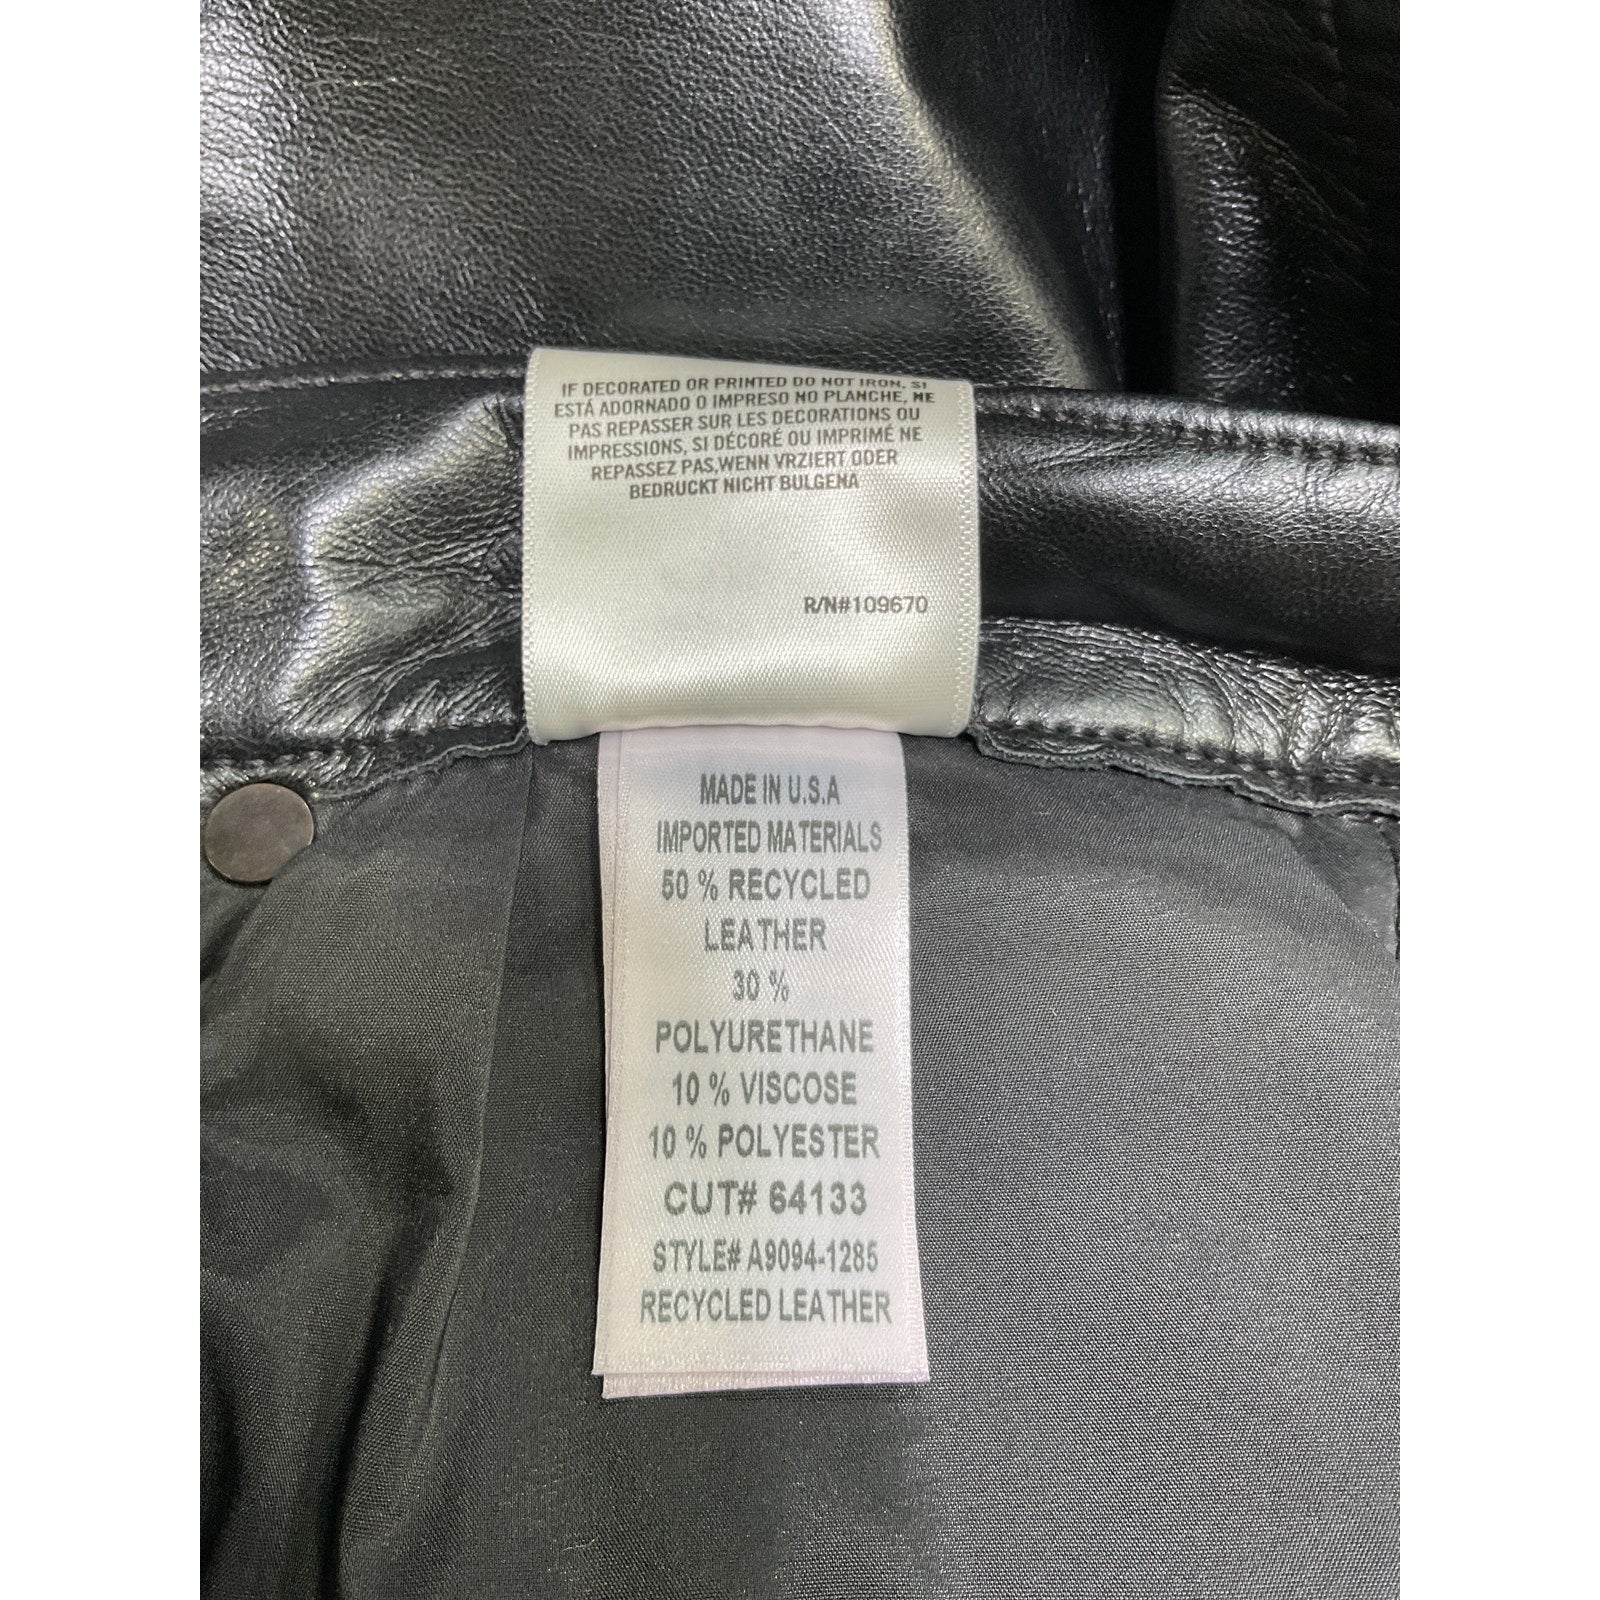 IF DECORATED OR PRINTED DO NOT IRON, SI
ESTÁ ADORNADO O IMPRESO NO PLANCHE, NE
PAS REPASSER SUR LES DECORATIONS OU
IMPRESSIONS, SI DÉCORÉ OU IMPRIMÉ NE
REPASSEZ PAS,WENN VRZIERT ODER
BEDRUCKT NICHT BULGENA
R/N#109670
MADE IN U.S.A
IMPORTED MATERIALS
50 % RECYCLED
LEATHER
30 %
POLYURETHANE
10 % VISCOSE
10 % POLYESTER
CUT# 64133
STYLE# A9094-1285
RECYCLED LEATHER